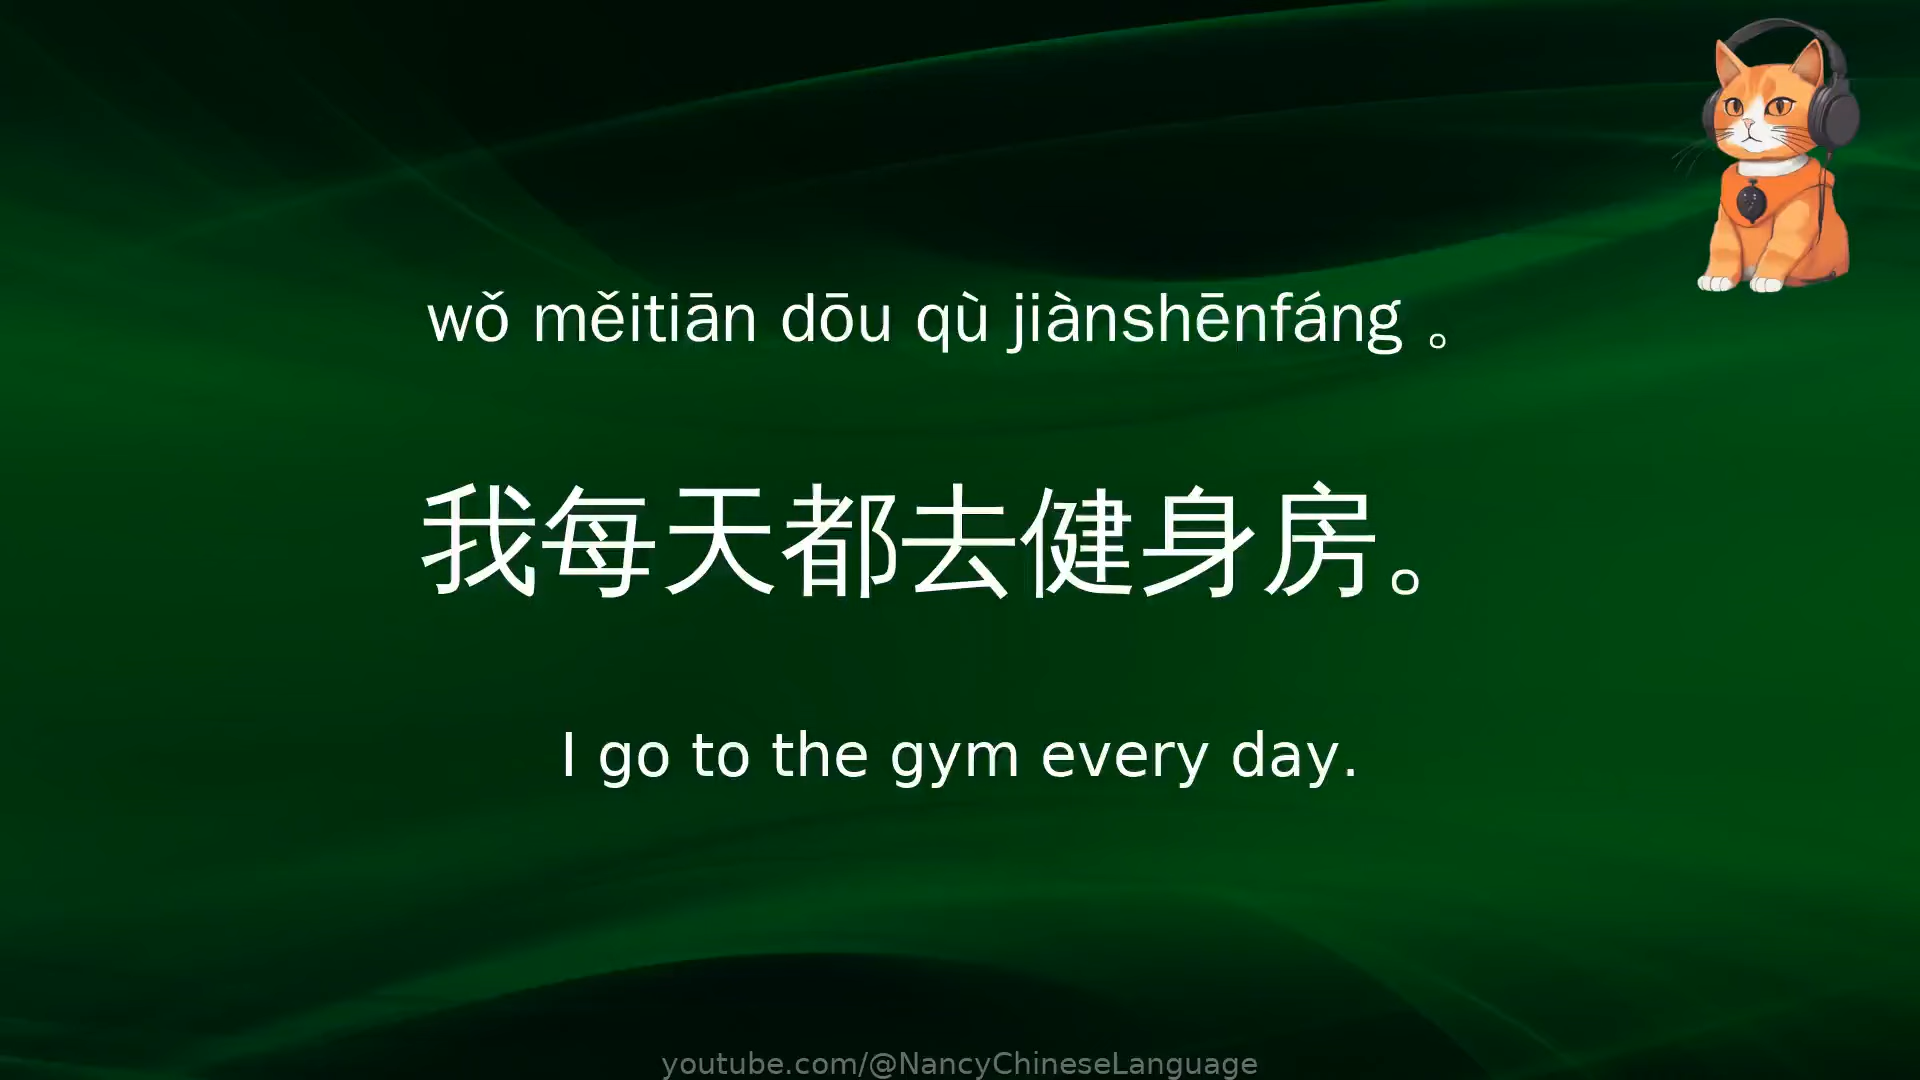 wǒ měitiān dōu qù jiànshēnfáng 。
我每天都去健身房。
I go to the gym every day.
youtube.com/@NancyChineseLanguage